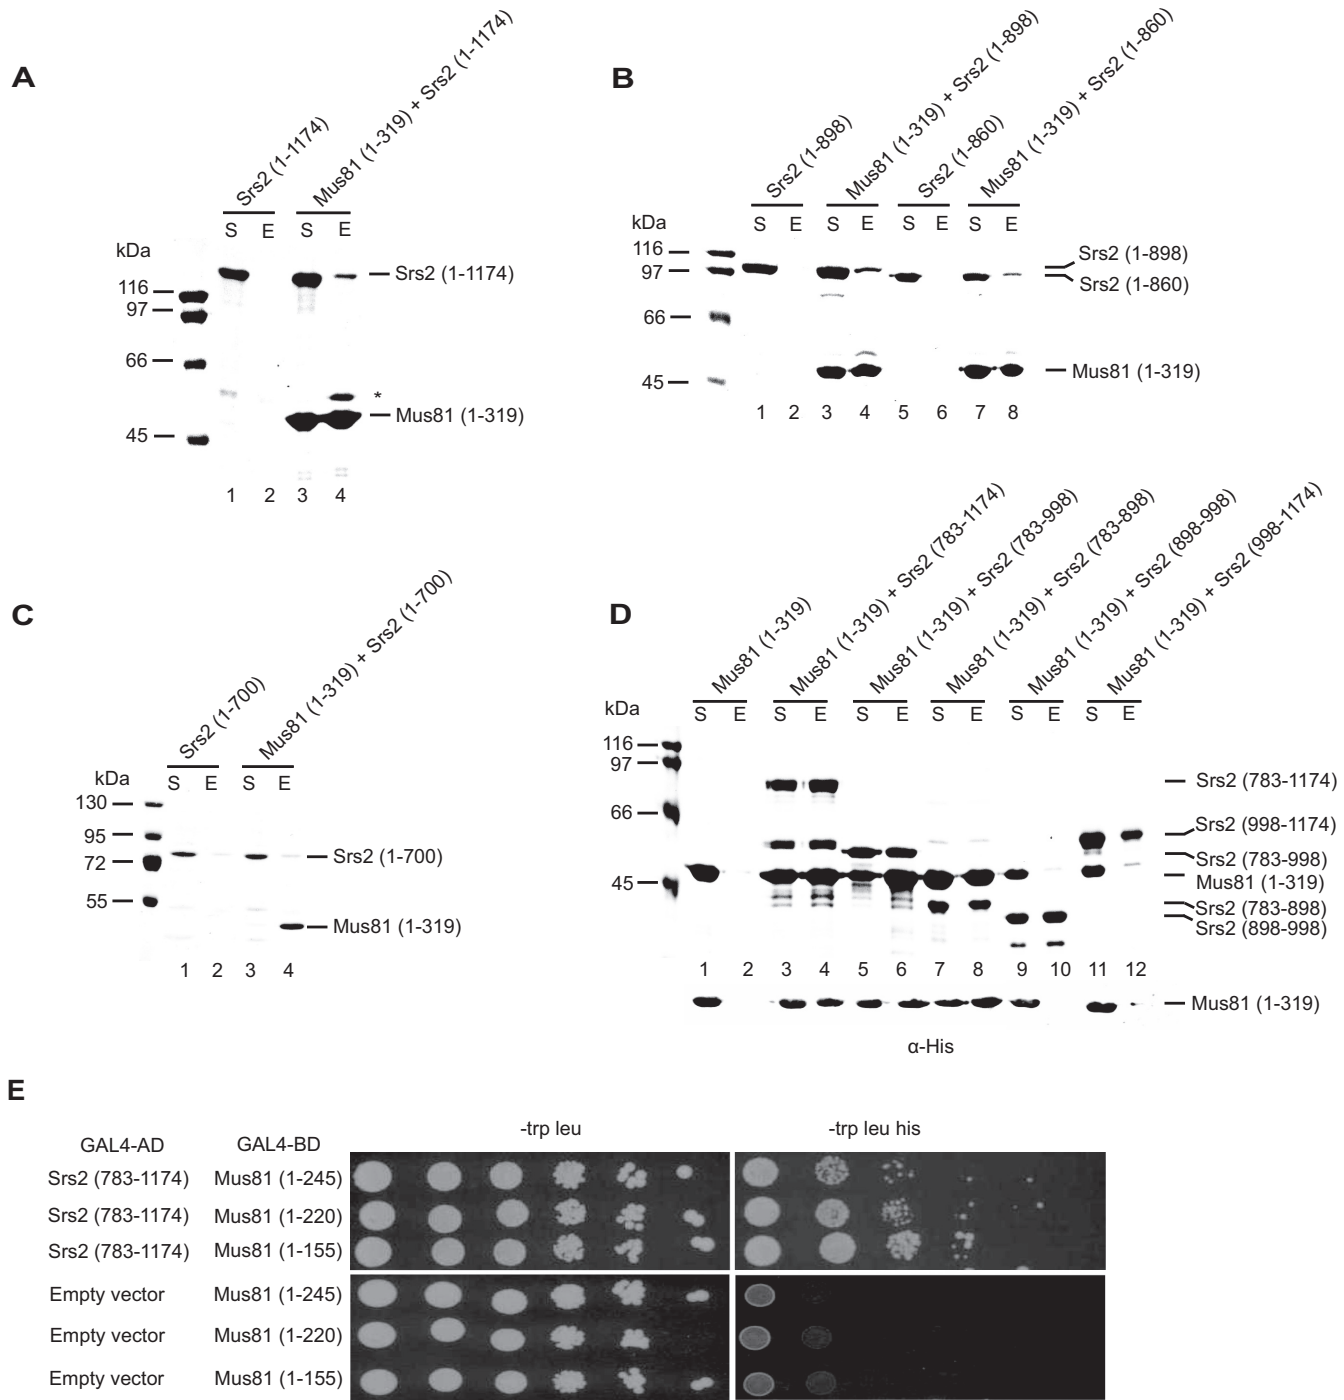 A
Srs2 (1-1174)
Mus81 (1-319) + Srs2 (1-1174)
S E S E
kDa
116
97
66
45
Srs2 (1-1174)
*
Mus81 (1-319)
1 2 3 4
B
Srs2 (1-898)
Mus81 (1-319) + Srs2 (1-898)
Srs2 (1-860)
Mus81 (1-319) + Srs2 (1-860)
kDa
S E S E S E S E
116
97
66
45
Srs2 (1-898)
Srs2 (1-860)
Mus81 (1-319)
1 2 3 4 5 6 7 8
C
Srs2 (1-700)
Mus81 (1-319) + Srs2 (1-700)
kDa
S E S E
130
95
72
55
Srs2 (1-700)
Mus81 (1-319)
1 2 3 4
D
Mus81 (1-319)
Mus81 (1-319) + Srs2 (783-1174)
Mus81 (1-319) + Srs2 (783-998)
Mus81 (1-319) + Srs2 (783-898)
Mus81 (1-319) + Srs2 (898-998)
Mus81 (1-319) + Srs2 (998-1174)
kDa
S E S E S E S E S E S E
116
97
66
45
Srs2 (783-1174)
Srs2 (998-1174)
Srs2 (783-998)
Mus81 (1-319)
Srs2 (783-898)
Srs2 (898-998)
1 2 3 4 5 6 7 8 9 10 11 12
Mus81 (1-319)
α-His
E
GAL4-AD GAL4-BD -trp leu -trp leu his
Srs2 (783-1174) Mus81 (1-245)
Srs2 (783-1174) Mus81 (1-220)
Srs2 (783-1174) Mus81 (1-155)
Empty vector Mus81 (1-245)
Empty vector Mus81 (1-220)
Empty vector Mus81 (1-155)